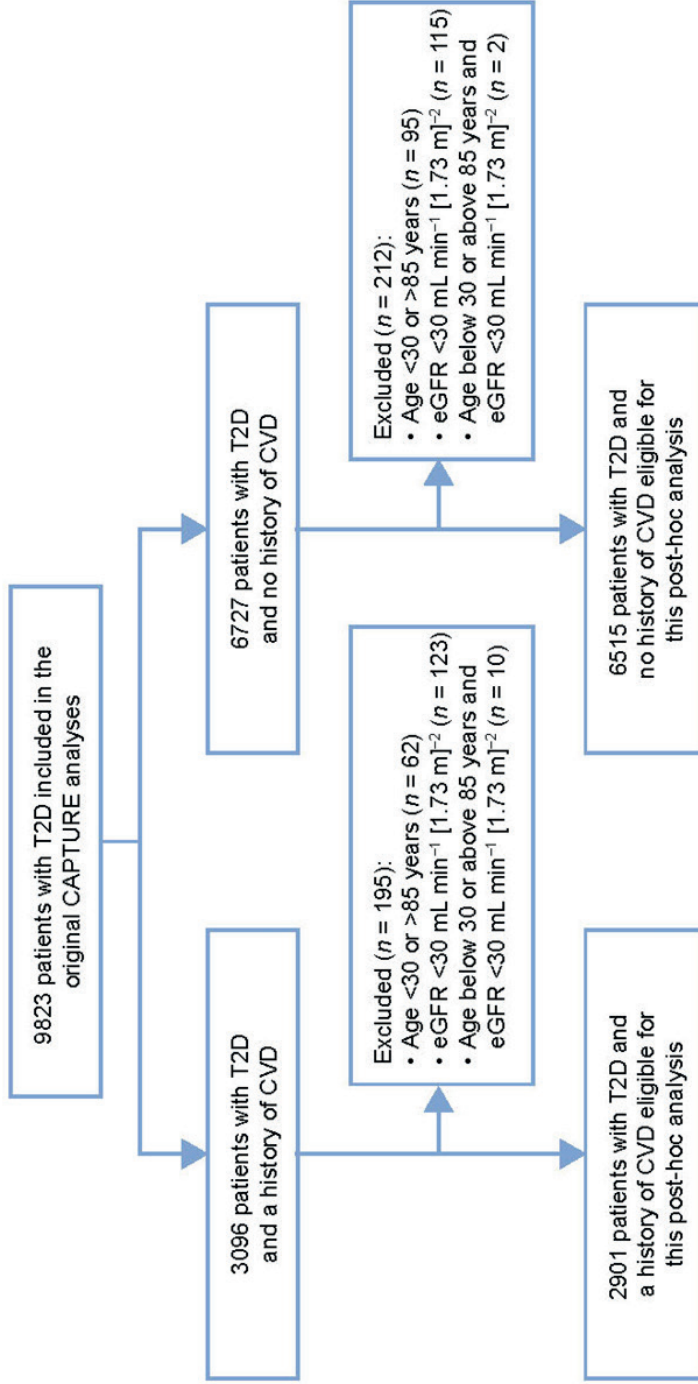 9823 patients with T2D included in the
original CAPTURE analyses
3096 patients with T2D
and a history of CVD
6727 patients with T2D
and no history of CVD
Excluded (n = 195):
• Age <30 or >85 years (n = 62)
• eGFR <30 mL min⁻¹ [1.73 m]⁻² (n = 123)
• Age below 30 or above 85 years and
eGFR <30 mL min⁻¹ [1.73 m]⁻² (n = 10)
Excluded (n = 212):
• Age <30 or >85 years (n = 95)
• eGFR <30 mL min⁻¹ [1.73 m]⁻² (n = 115)
• Age below 30 or above 85 years and
eGFR <30 mL min⁻¹ [1.73 m]⁻² (n = 2)
2901 patients with T2D and
a history of CVD eligible for
this post-hoc analysis
6515 patients with T2D and
no history of CVD eligible for
this post-hoc analysis